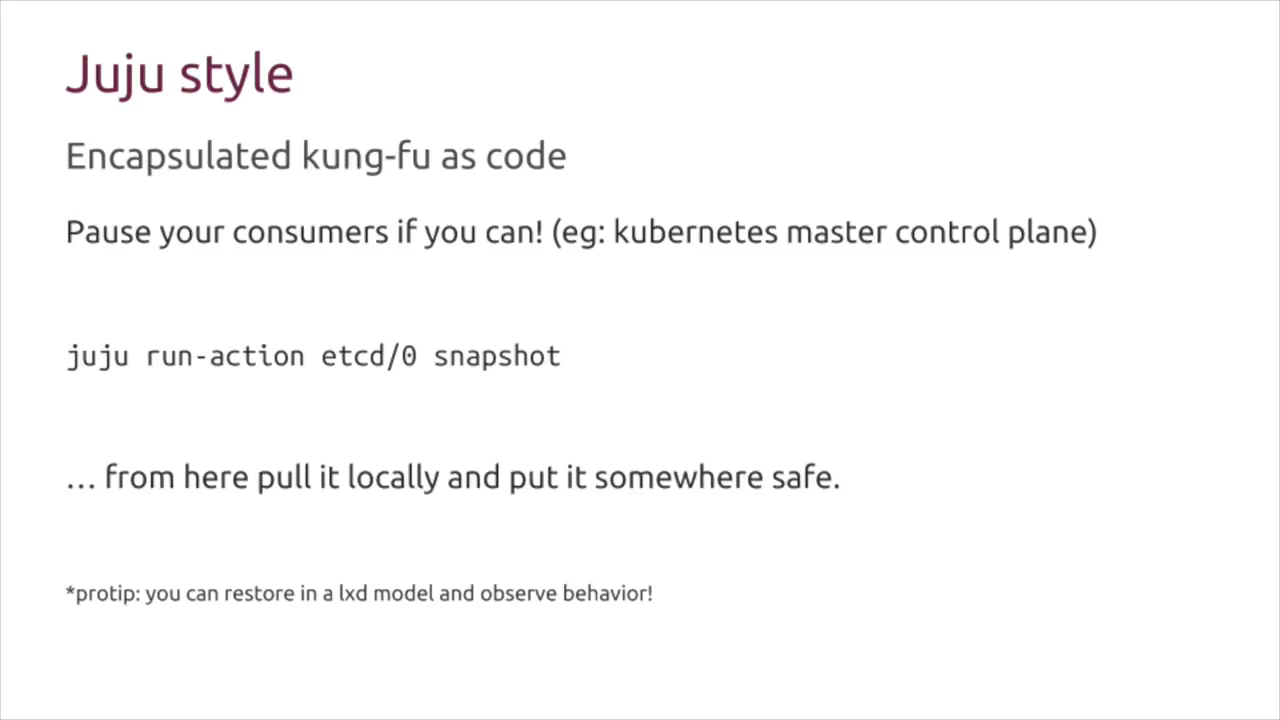 Juju style
Encapsulated kung-fu as code
Pause your consumers if you can! (eg: kubernetes master control plane)
juju run-action etcd/0 snapshot
… from here pull it locally and put it somewhere safe.
*protip: you can restore in a lxd model and observe behavior!